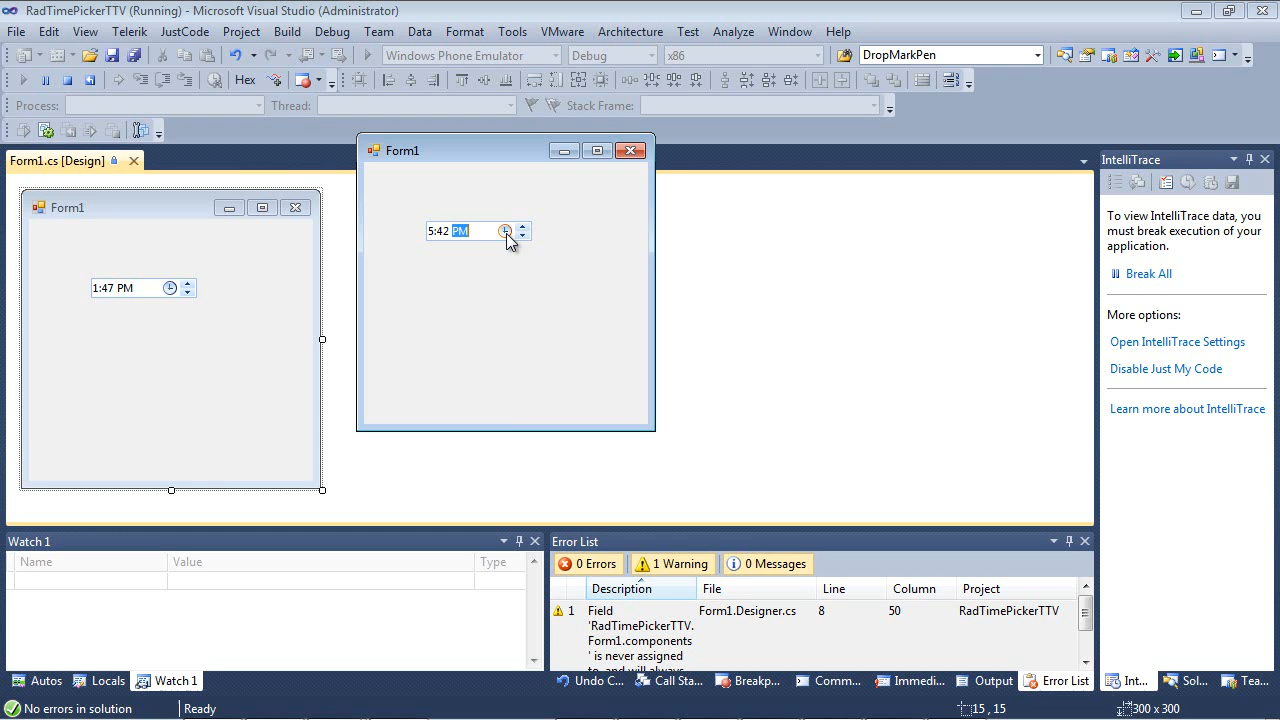 RadTimePickerTTV (Running) - Microsoft Visual Studio (Administrator)
File Edit View Telerik JustCode Project Build Debug Team Data Format Tools VMware Architecture Test Analyze Window Help
Windows Phone Emulator Debug x86 DropMarkPen
Hex
Process: Thread: Stack Frame:
Form1.cs [Design]
Form1
1:47 PM
Form1
5:42 PM
IntelliTrace
To view IntelliTrace data, you
must break execution of your
application.
Break All
More options:
Open IntelliTrace Settings
Disable Just My Code
Learn more about IntelliTrace
Watch 1
Name Value Type
Error List
0 Errors 1 Warning 0 Messages
Description File Line Column Project
1 Field Form1.Designer.cs 8 50 RadTimePickerTTV
'RadTimePickerTTV.
Form1.components
' is never assigned
to, and will always
Autos Locals Watch 1
Undo C... Call Sta... Breakp... Comm... Immedi... Output Error List
Int... Sol... Tea...
No errors in solution Ready 15, 15 300 x 300